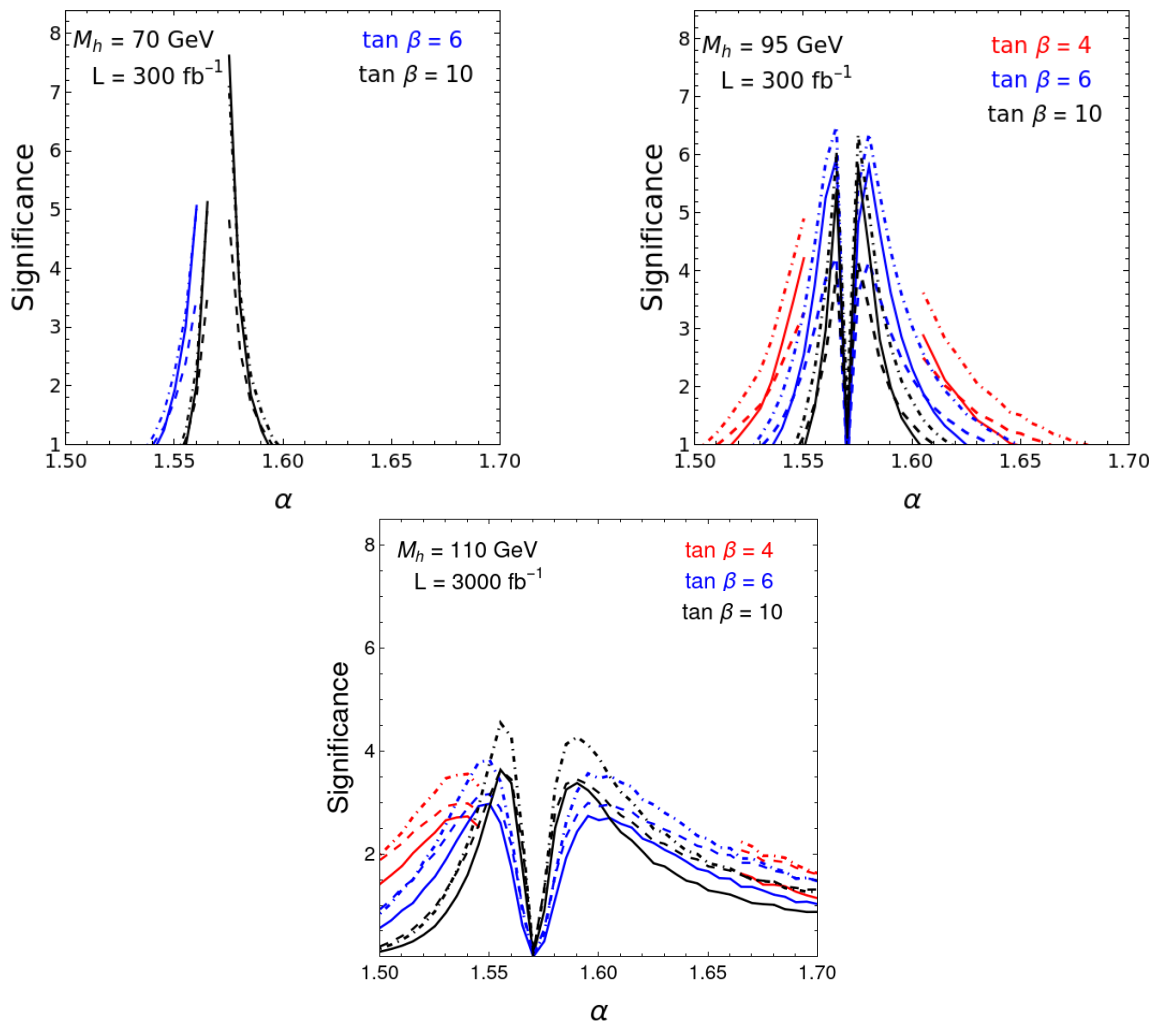 M_h = 70 GeV
L = 300 fb⁻¹
tan β = 6
tan β = 10
Significance
8
7
6
5
4
3
2
1
1.50
1.55
1.60
1.65
1.70
α
M_h = 95 GeV
L = 300 fb⁻¹
tan β = 4
tan β = 6
tan β = 10
Significance
8
7
6
5
4
3
2
1
1.50
1.55
1.60
1.65
1.70
α
M_h = 110 GeV
L = 3000 fb⁻¹
tan β = 4
tan β = 6
tan β = 10
Significance
8
6
4
2
1.50
1.55
1.60
1.65
1.70
α